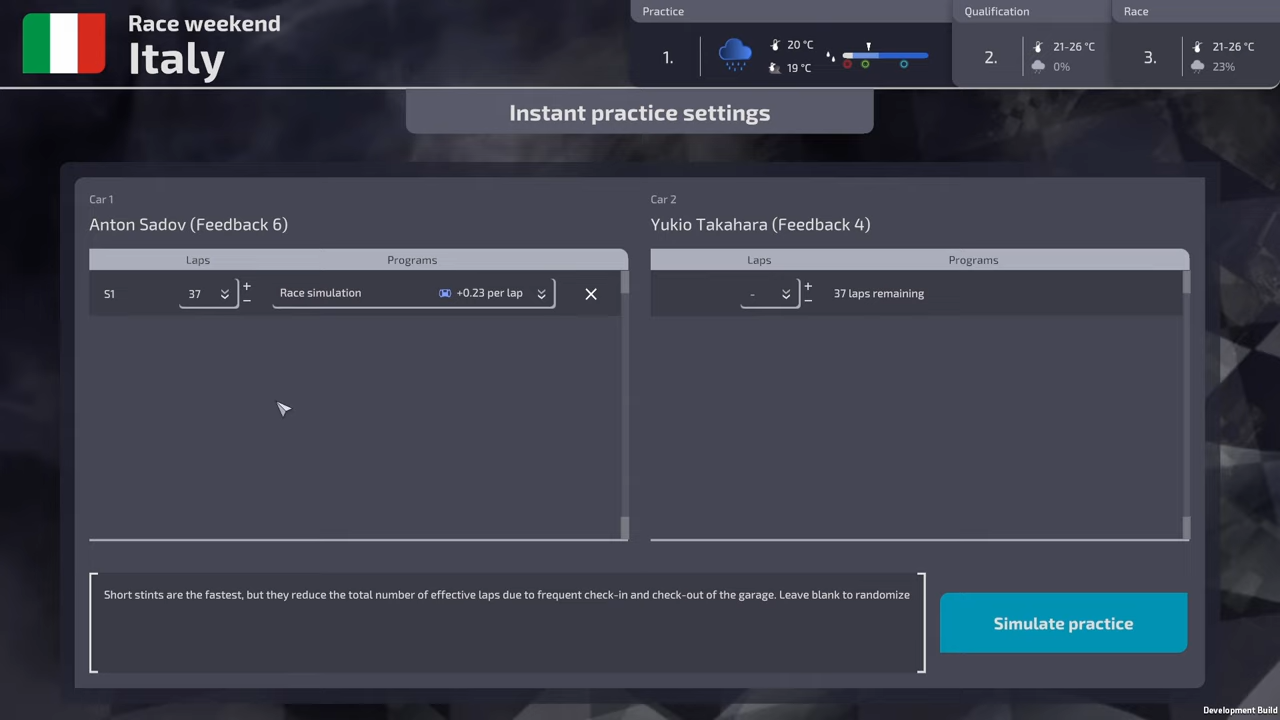 Race weekend
Italy
Practice
1.
20 °C
19 °C
Qualification
2.
21-26 °C
0%
Race
3.
21-26 °C
23%
Instant practice settings
Car 1
Anton Sadov (Feedback 6)
Laps Programs
S1 37 + − Race simulation +0.23 per lap
Car 2
Yukio Takahara (Feedback 4)
Laps Programs
- + − 37 laps remaining
Short stints are the fastest, but they reduce the total number of effective laps due to frequent check-in and check-out of the garage. Leave blank to randomize
Simulate practice
Development Build